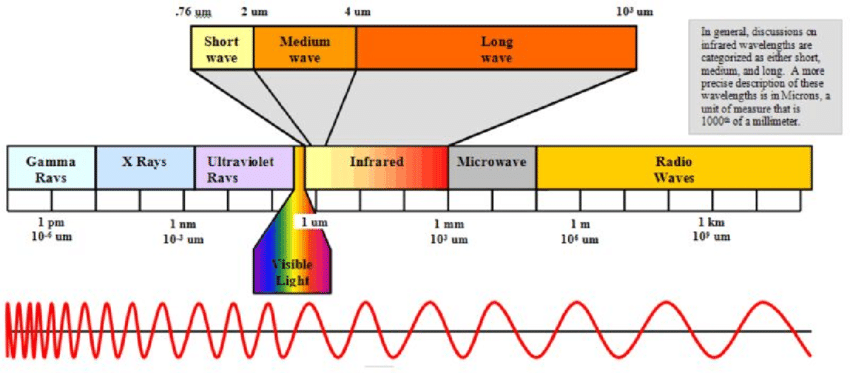 .76 um 2 um 4 um 10³ um
Short
wave
Medium
wave
Long
wave
In general, discussions on
infrared wavelengths are
categorized as either short,
medium, and long. A more
precise description of these
wavelengths is in Microns, a
unit of measure that is
1000th of a millimeter.
Gamma
Rays
X Rays
Ultraviolet
Rays
Infrared
Microwave
Radio
Waves
1 pm
10⁻⁶ um
1 nm
10⁻³ um
1 um
1 mm
10³ um
1 m
10⁶ um
1 km
10⁹ um
Visible
Light